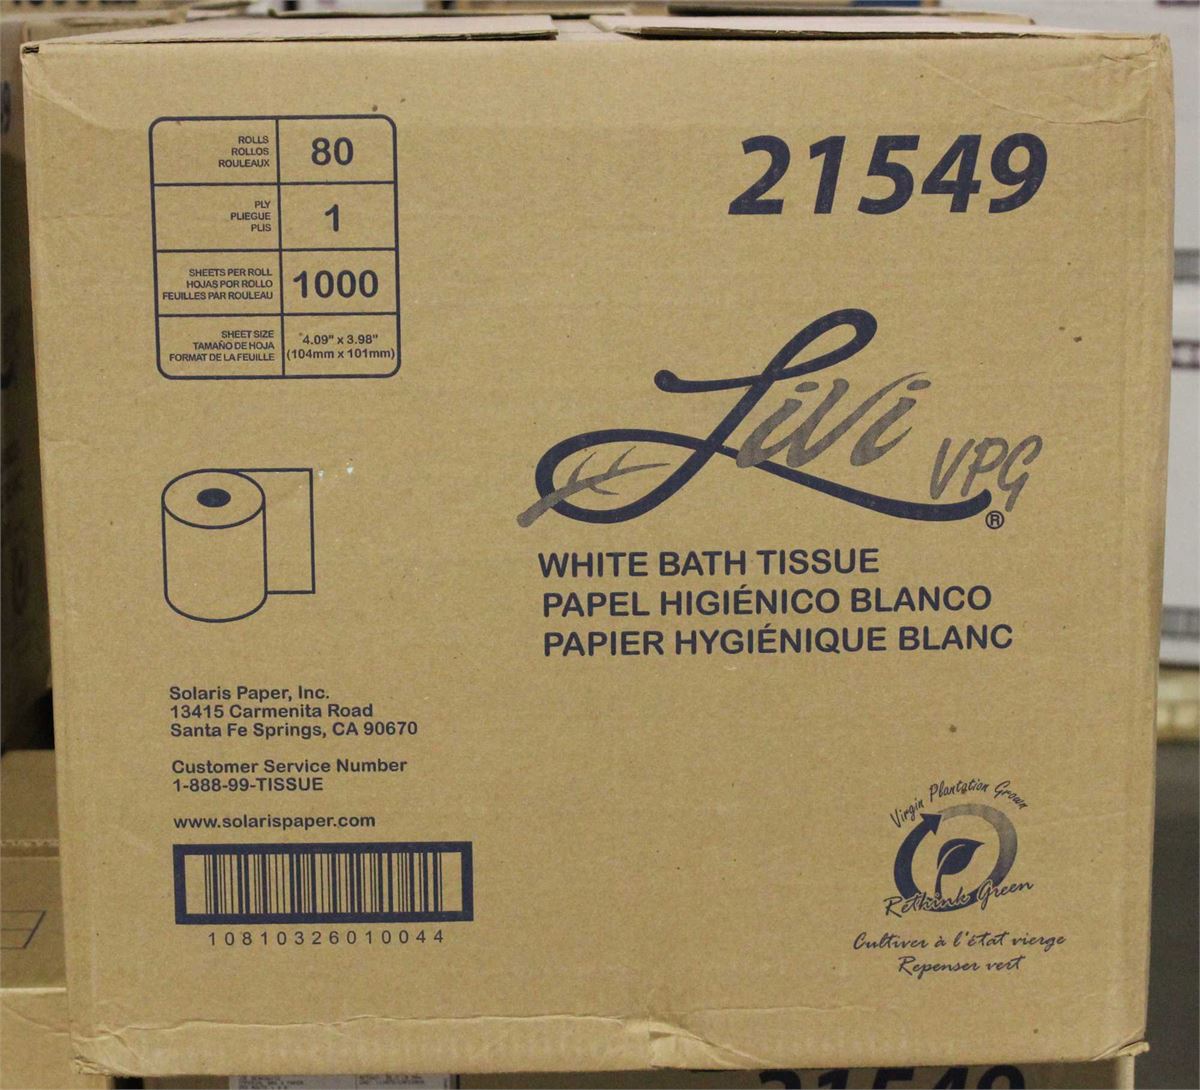 ROLLS
ROLLOS
ROULEAUX
80
PLY
PLIEGUE
PLIS
1
SHEETS PER ROLL
HOJAS POR ROLLO
FEUILLES PAR ROULEAU
1000
SHEET SIZE
TAMAÑO DE HOJA
FORMAT DE LA FEUILLE
4.09" x 3.98"
(104mm x 101mm)
21549
LiVi VPG®
WHITE BATH TISSUE
PAPEL HIGIÉNICO BLANCO
PAPIER HYGIÉNIQUE BLANC
Solaris Paper, Inc.
13415 Carmenita Road
Santa Fe Springs, CA 90670
Customer Service Number
1-888-99-TISSUE
www.solarispaper.com
10810326010044
Virgin Plantation Grown
Rethink Green
Cultiver à l'état vierge
Repenser vert
21549